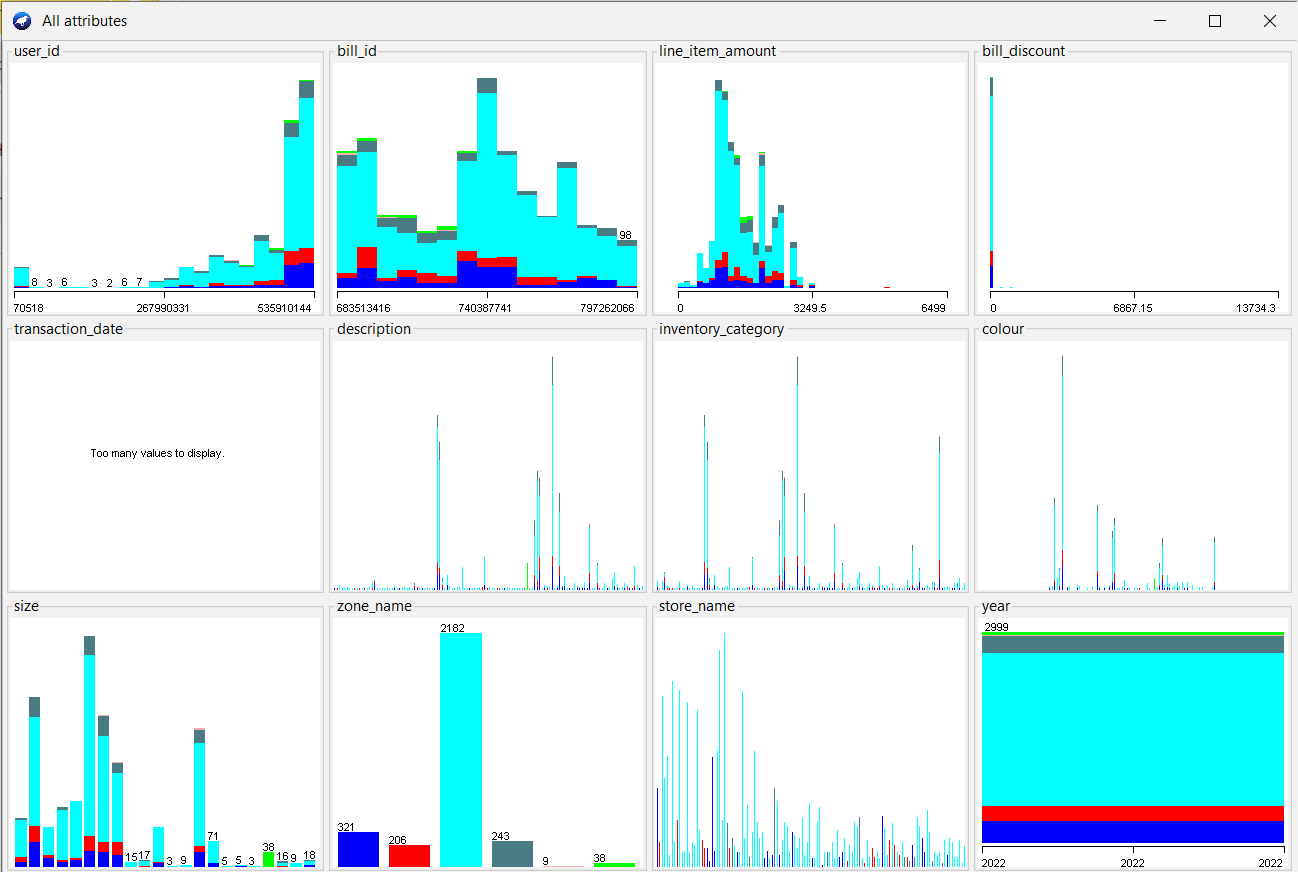 All attributes
user_id
bill_id
line_item_amount
bill_discount
8 3 6 3 2 6 7
98
70518 267990331 535910144
683513416 740387741 797262066
0 3249.5 6499
0 6867.15 13734.3
transaction_date
description
inventory_category
colour
Too many values to display.
size
zone_name
store_name
year
71
15 17 3 9 5 5 3 38 16 9 18
2182
321
206
243
9
38
2999
2022 2022 2022